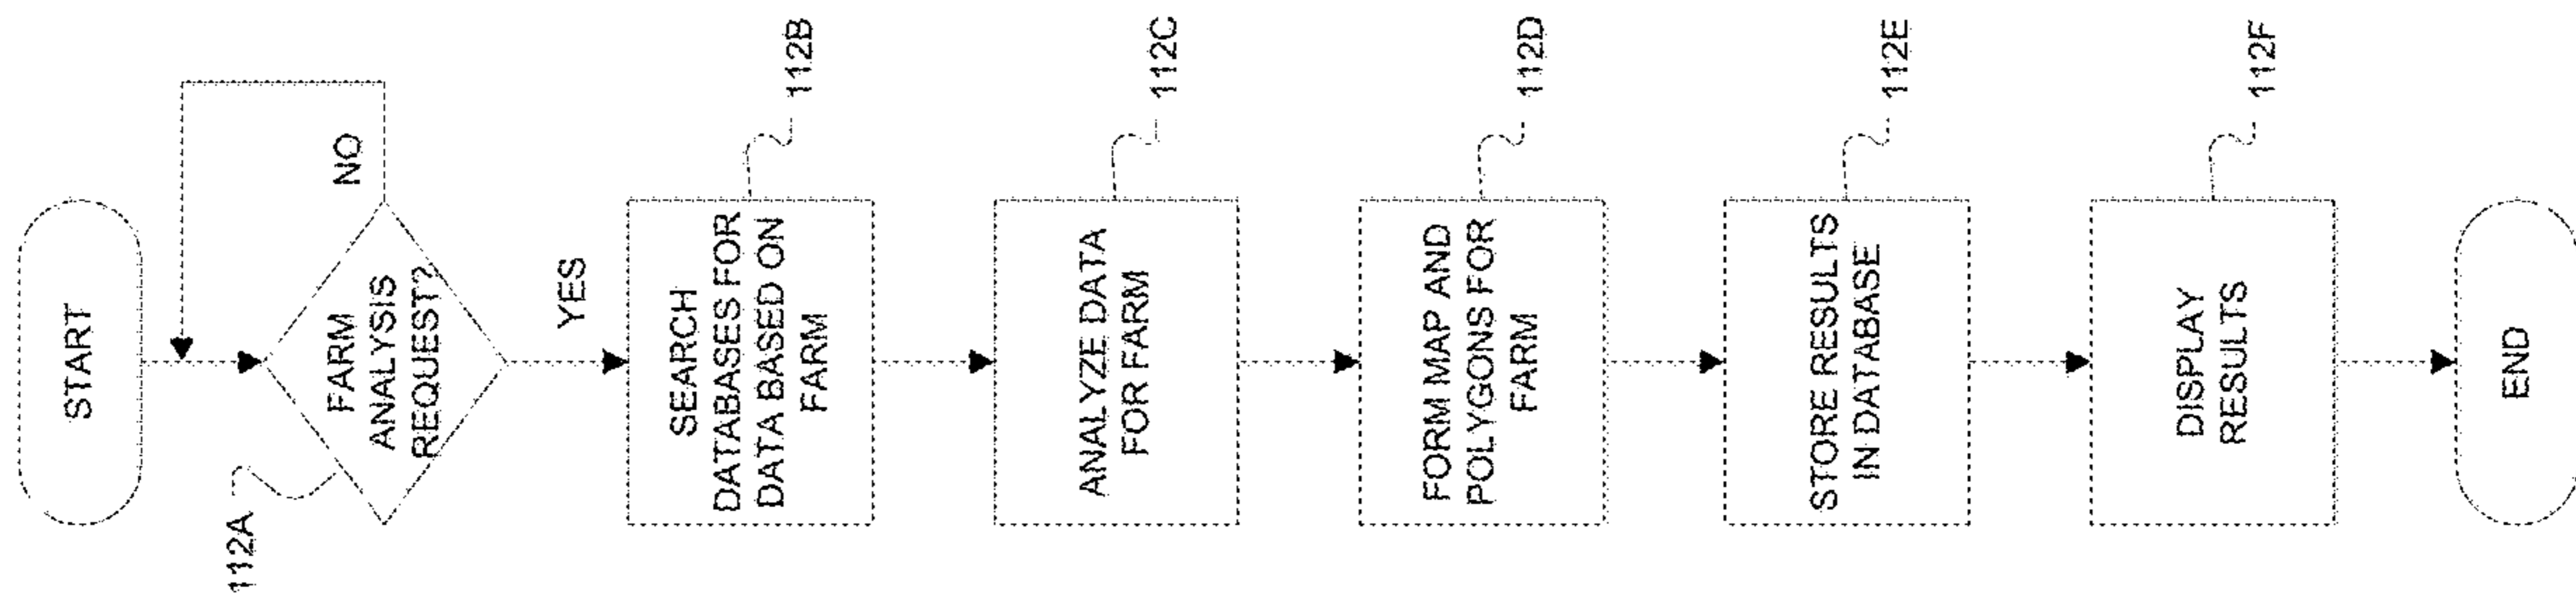 START
FARM
ANALYSIS
REQUEST?
112A
NO
YES
SEARCH
DATABASES FOR
DATA BASED ON
FARM
112B
ANALYZE DATA
FOR FARM
112C
FORM MAP AND
POLYGONS FOR
FARM
112D
STORE RESULTS
IN DATABASE
112E
DISPLAY
RESULTS
112F
END